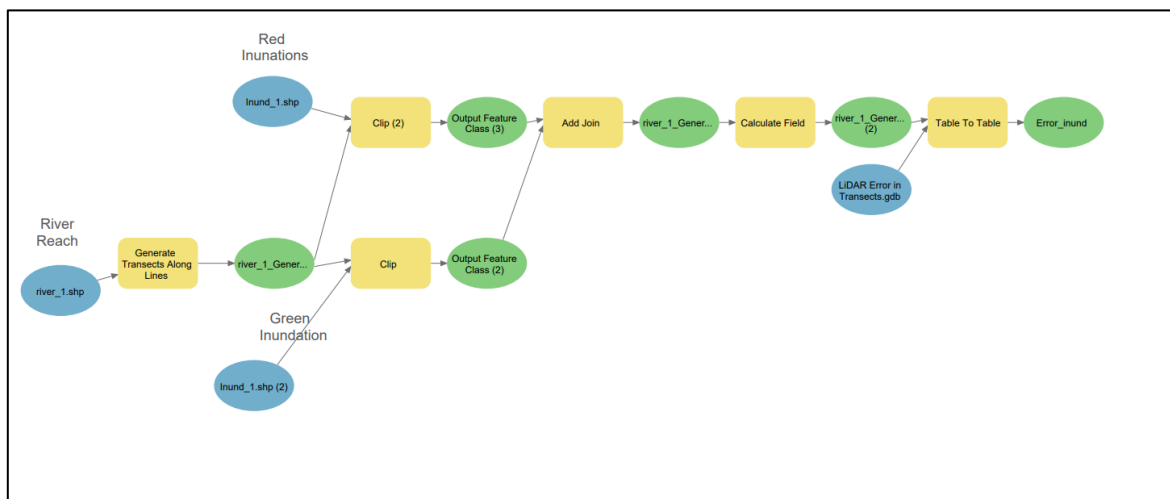 Red
Inunations
Inund_1.shp
Clip (2)
Output Feature
Class (3)
Add Join
river_1_Gener...
Calculate Field
river_1_Gener...
(2)
Table To Table
Error_inund
LiDAR Error in
Transects.gdb
River
Reach
river_1.shp
Generate
Transects Along
Lines
river_1_Gener...
Clip
Output Feature
Class (2)
Green
Inundation
Inund_1.shp (2)